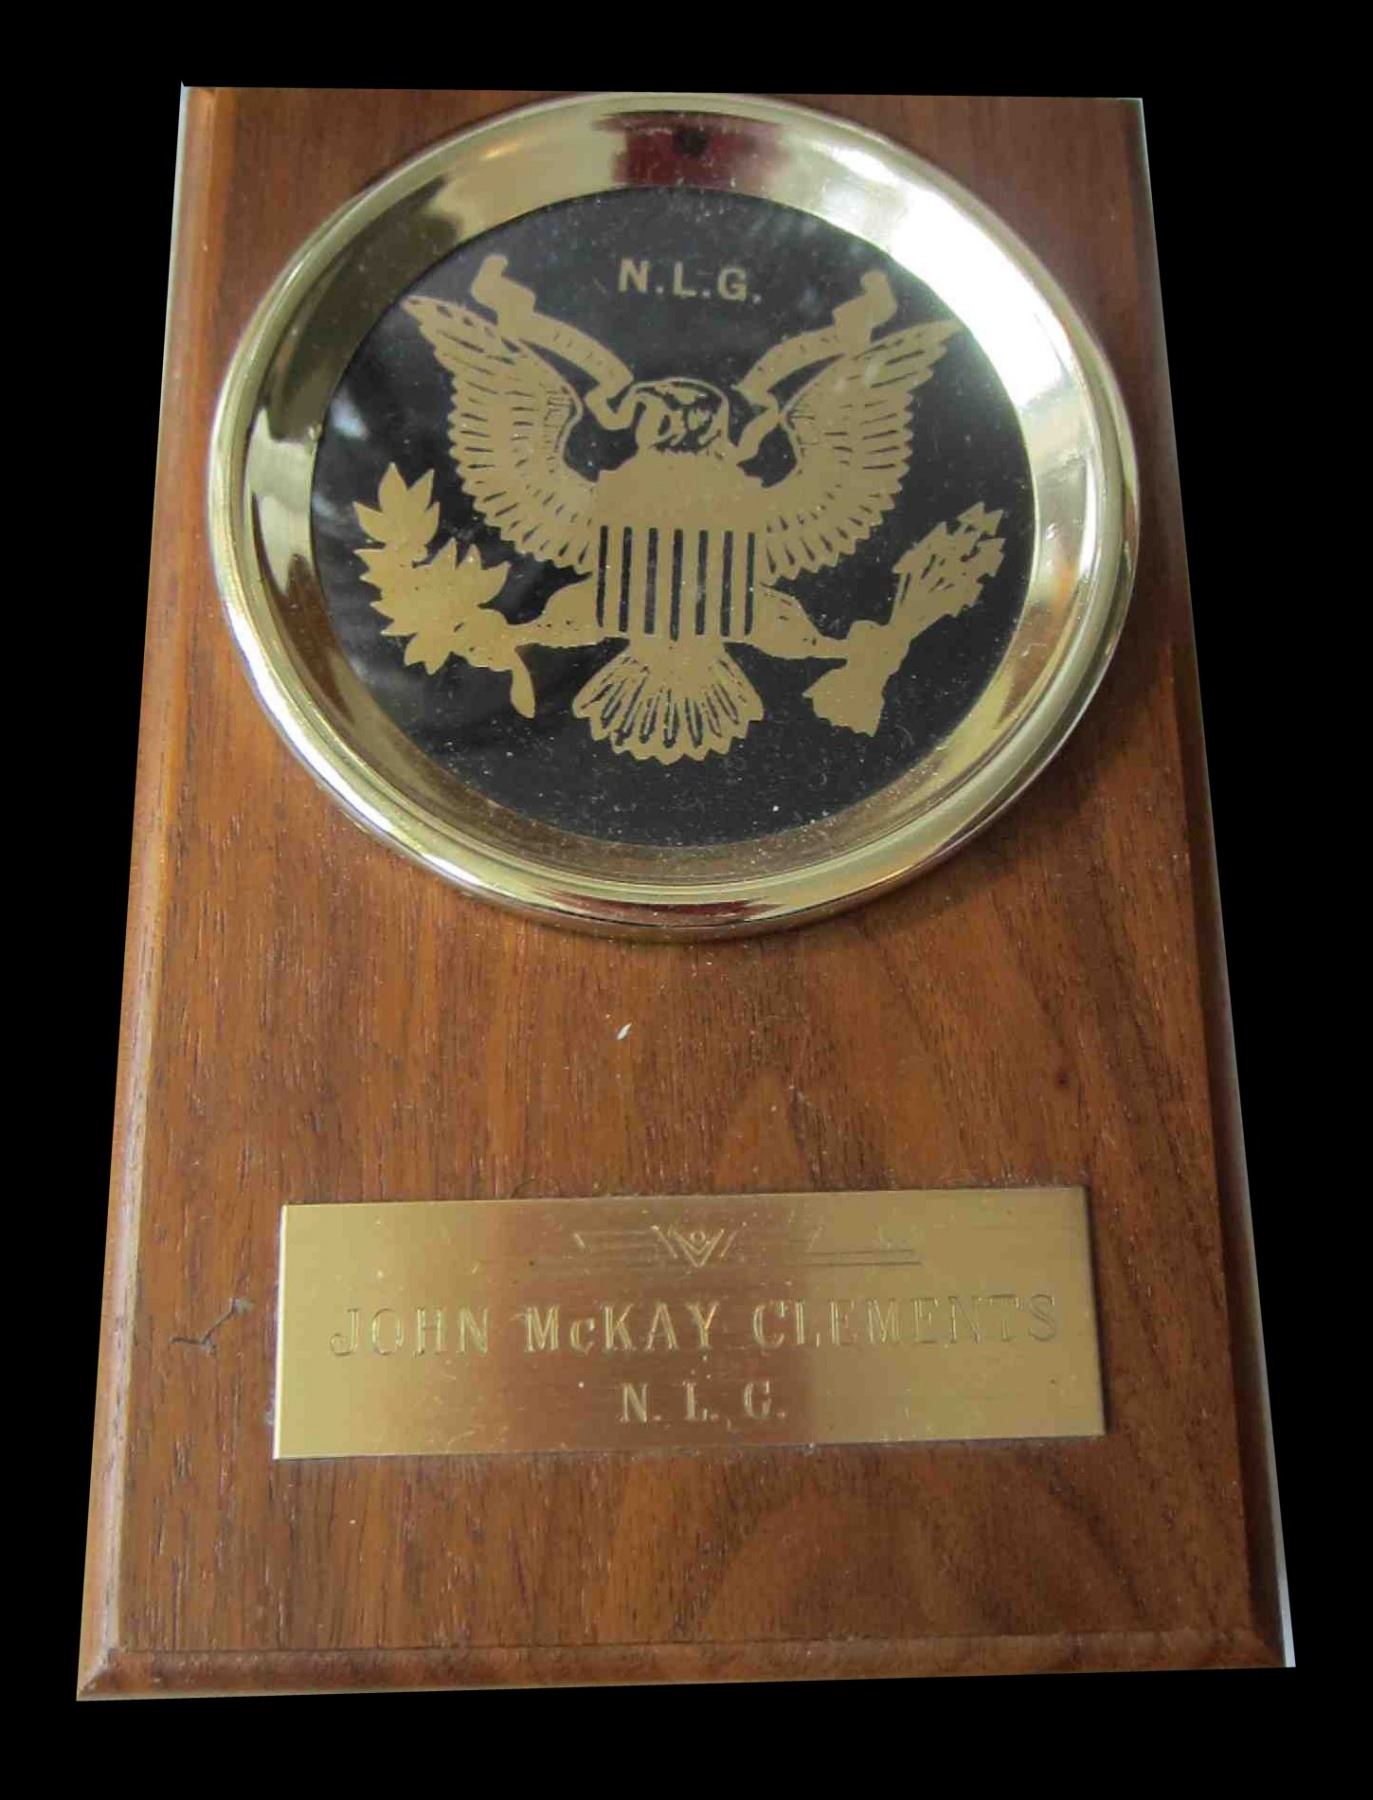 N.L.G.
JOHN McKAY CLEMENTS
N. L. G.